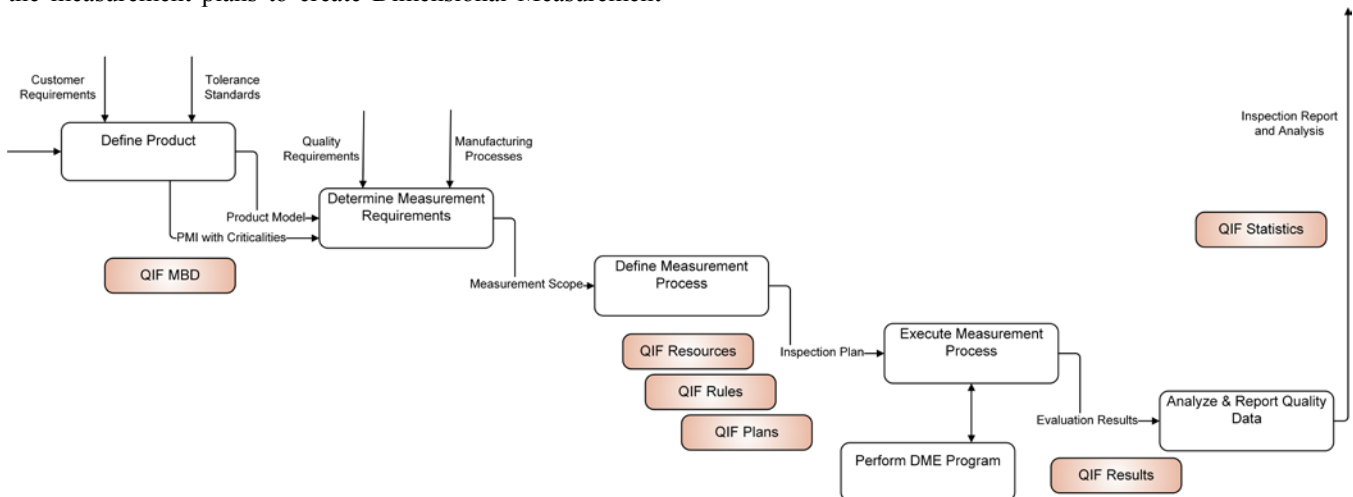 the measurement plans to create Dimensional Measurement
Customer
Requirements
Tolerance
Standards
Define Product
Quality
Requirements
Manufacturing
Processes
Product Model
PMI with Criticalities
Determine Measurement
Requirements
QIF MBD
Measurement Scope
Define Measurement
Process
QIF Resources
QIF Rules
QIF Plans
Inspection Plan
Execute Measurement
Process
Perform DME Program
Evaluation Results
QIF Results
Analyze & Report Quality
Data
QIF Statistics
Inspection Report
and Analysis